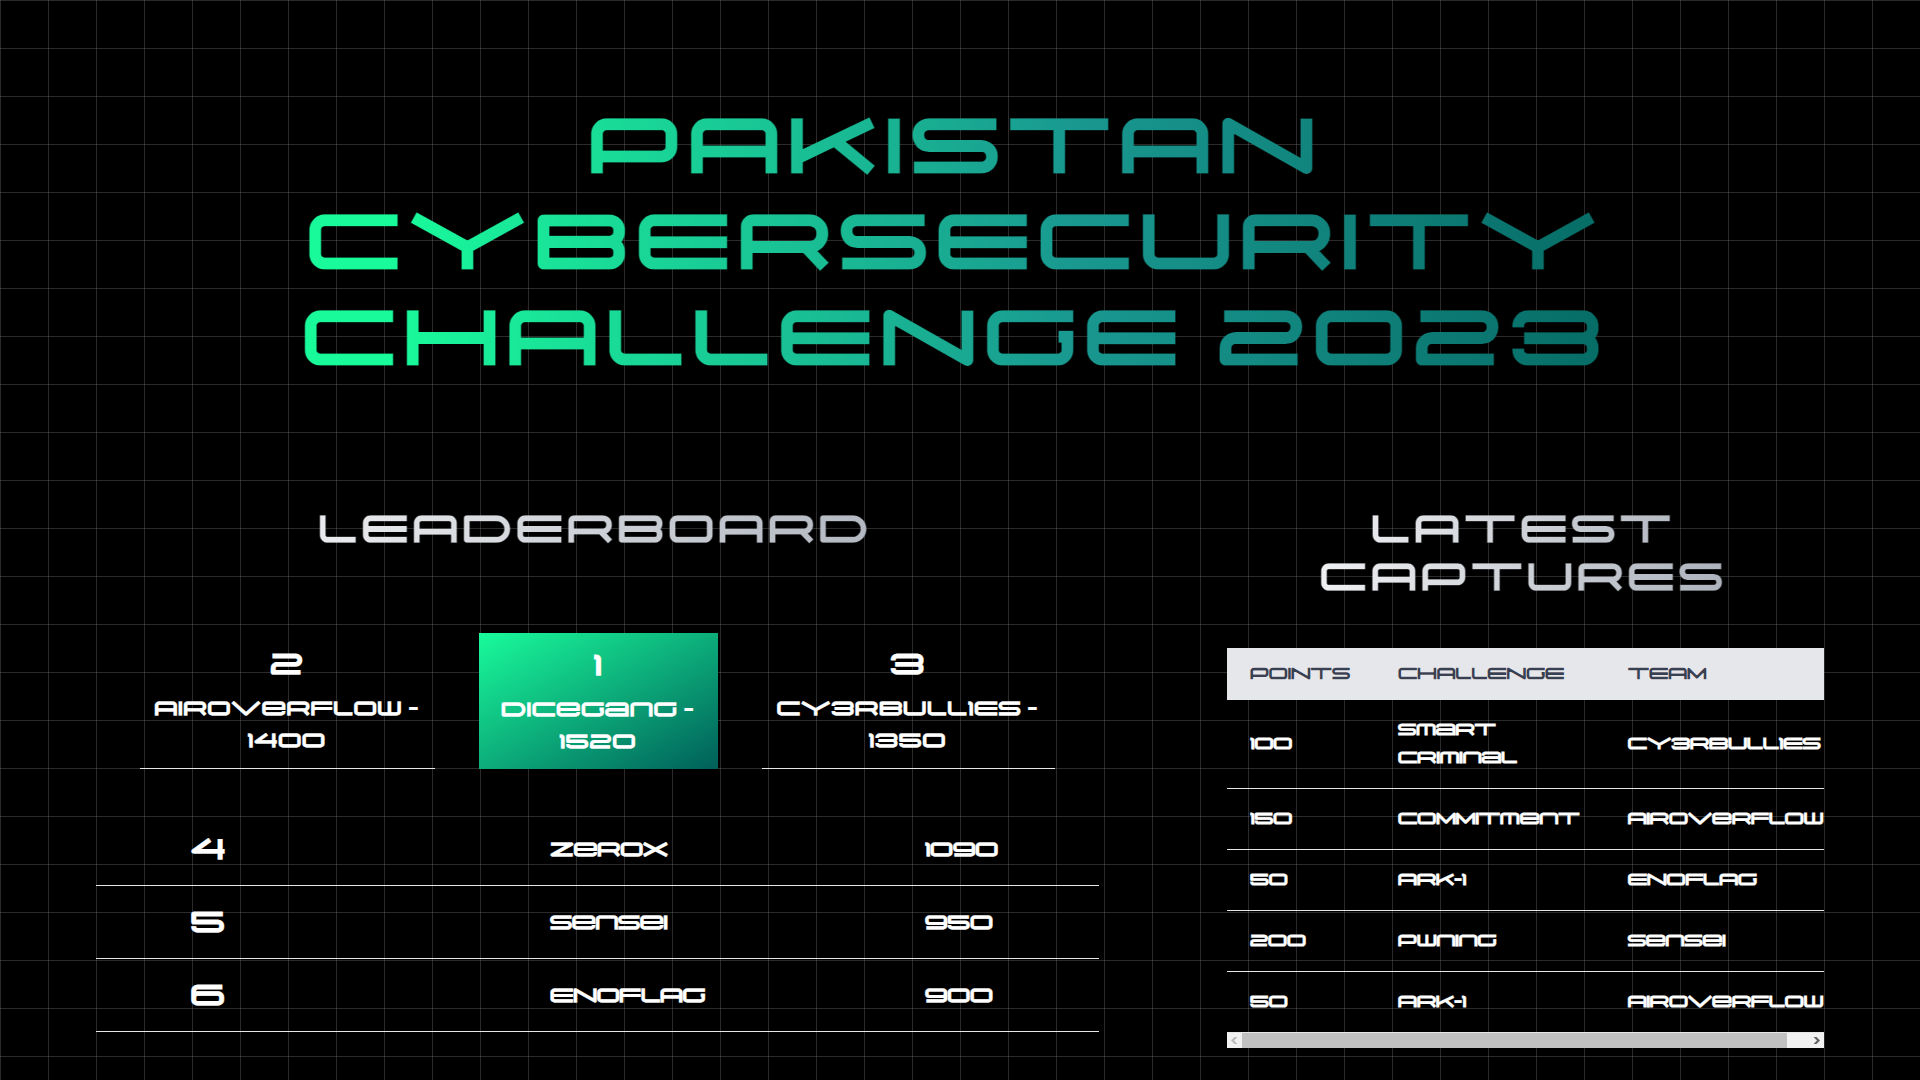 PAKISTAN
CYBERSECURITY
CHALLENGE 2023
LEADERBOARD
2
AIROVeRFLOW -
1400
1
DICeGanG -
1520
3
CY3RBULL1ES -
1350
4 ZeROX 1090
5 SenSEI 950
6 ENOFLAG 900
LATEST
CAPTURES
POINTS CHALLENGE TEAM
100 SmaRT
CRIMInaL CY3RBULL1ES
150 COMMITmenT AIROVeRFLOW
50 ARK-1 ENOFLAG
200 PWNING SenSEI
50 ARK-1 AIROVeRFLOW